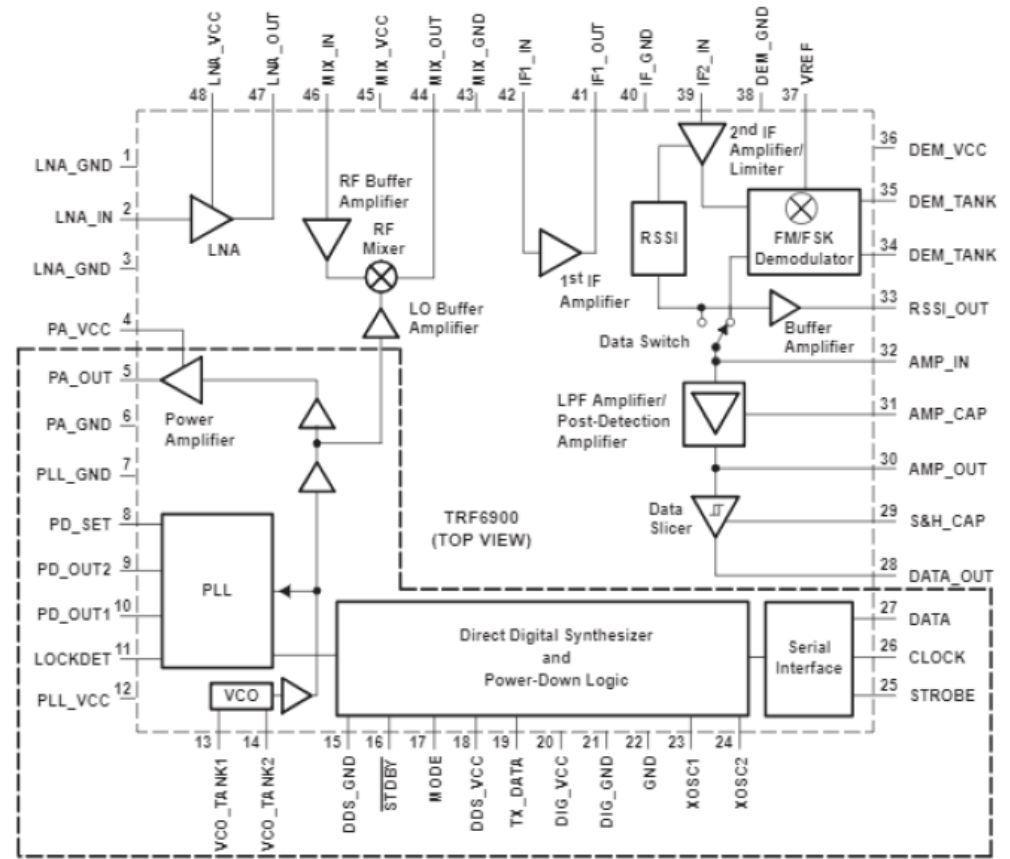 48 LNA_VCC
47 LNA_OUT
46 MIX_IN
45 MIX_VCC
44 MIX_OUT
43 MIX_GND
42 IF1_IN
41 IF1_OUT
40 IF_GND
39 IF2_IN
38 DEM_GND
37 VREF
LNA_GND 1
LNA_IN 2
LNA_GND 3
PA_VCC 4
PA_OUT 5
PA_GND 6
PLL_GND 7
PD_SET 8
PD_OUT2 9
PD_OUT1 10
LOCKDET 11
PLL_VCC 12
LNA
RF Buffer
Amplifier
RF
Mixer
LO Buffer
Amplifier
1st IF
Amplifier
2nd IF
Amplifier/
Limiter
RSSI
FM/FSK
Demodulator
Data Switch
Buffer
Amplifier
LPF Amplifier/
Post-Detection
Amplifier
Data
Slicer
Power
Amplifier
TRF6900
(TOP VIEW)
PLL
VCO
Direct Digital Synthesizer
and
Power-Down Logic
Serial
Interface
36 DEM_VCC
35 DEM_TANK
34 DEM_TANK
33 RSSI_OUT
32 AMP_IN
31 AMP_CAP
30 AMP_OUT
29 S&H_CAP
28 DATA_OUT
27 DATA
26 CLOCK
25 STROBE
13 VCO_TANK1
14 VCO_TANK2
15 DDS_GND
16 STDBY
17 MODE
18 DDS_VCC
19 TX_DATA
20 DIG_VCC
21 DIG_GND
22 GND
23 XOSC1
24 XOSC2